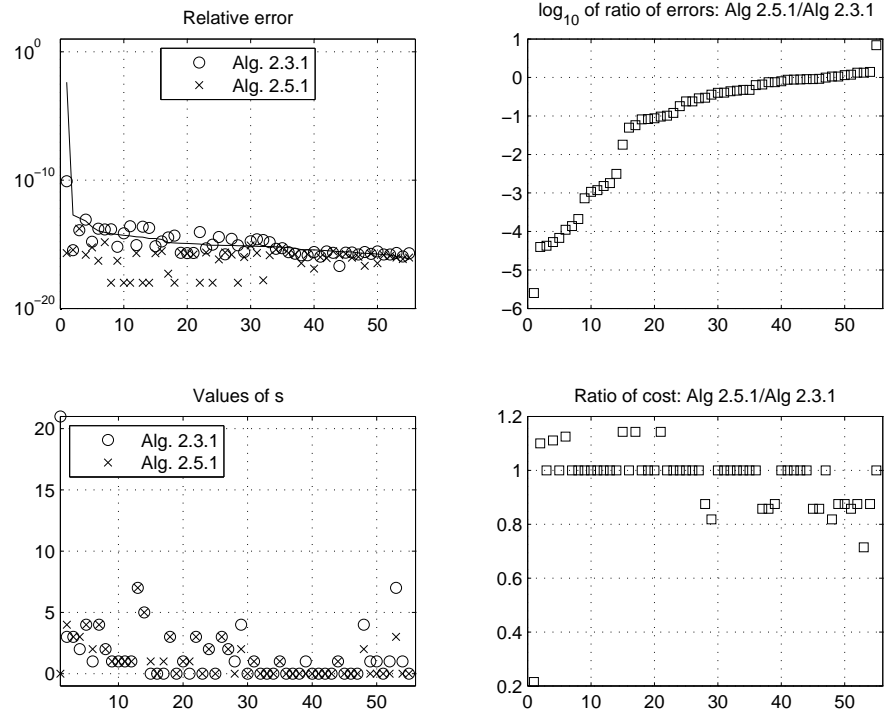 Relative error
10^0
10^−10
10^−20
Alg. 2.3.1
Alg. 2.5.1
0 10 20 30 40 50
log_10 of ratio of errors: Alg 2.5.1/Alg 2.3.1
1
0
−1
−2
−3
−4
−5
−6
0 10 20 30 40 50
Values of s
20
15
10
5
0
Alg. 2.3.1
Alg. 2.5.1
10 20 30 40 50
Ratio of cost: Alg 2.5.1/Alg 2.3.1
1.2
1
0.8
0.6
0.4
0.2
0 10 20 30 40 50